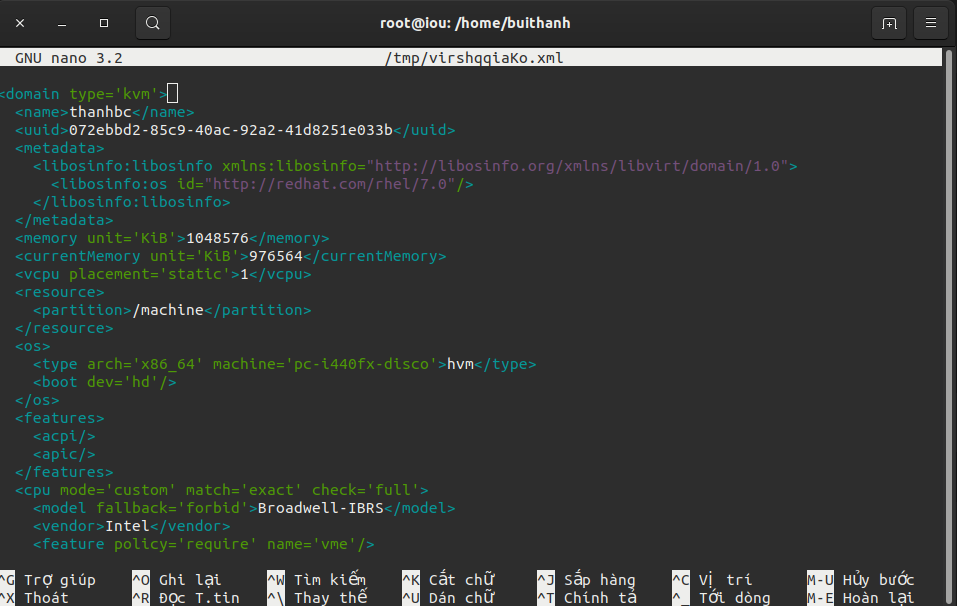 root@iou: /home/buithanh
GNU nano 3.2 /tmp/virshqqiaKo.xml
<domain type='kvm'>
  <name>thanhbc</name>
  <uuid>072ebbd2-85c9-40ac-92a2-41d8251e033b</uuid>
  <metadata>
    <libosinfo:libosinfo xmlns:libosinfo="http://libosinfo.org/xmlns/libvirt/domain/1.0">
      <libosinfo:os id="http://redhat.com/rhel/7.0"/>
    </libosinfo:libosinfo>
  </metadata>
  <memory unit='KiB'>1048576</memory>
  <currentMemory unit='KiB'>976564</currentMemory>
  <vcpu placement='static'>1</vcpu>
  <resource>
    <partition>/machine</partition>
  </resource>
  <os>
    <type arch='x86_64' machine='pc-i440fx-disco'>hvm</type>
    <boot dev='hd'/>
  </os>
  <features>
    <acpi/>
    <apic/>
  </features>
  <cpu mode='custom' match='exact' check='full'>
    <model fallback='forbid'>Broadwell-IBRS</model>
    <vendor>Intel</vendor>
    <feature policy='require' name='vme'/>
^G Trợ giúp ^O Ghi lại ^W Tìm kiếm ^K Cắt chữ ^J Sắp hàng ^C Vị trí M-U Hủy bước
^X Thoát ^R Đọc T.tin ^\ Thay thế ^U Dán chữ ^T Chính tả ^_ Tới dòng M-E Hoàn lại